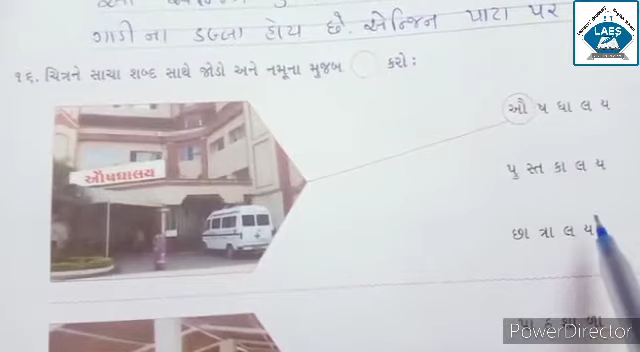 ગાડી ના ડબ્બા હોય છે. એન્જિન પાટા પર
LAES
૧૬. ચિત્રને સાચા શબ્દ સાથે જોડો અને નમૂના મુજબ ◯ કરો :
ઔ ષ ધા લ ય
ઔષધાલય
પુ સ્ત કા લ ય
છા ત્રા લ ય
પા ઠ શા ળા
PowerDirector